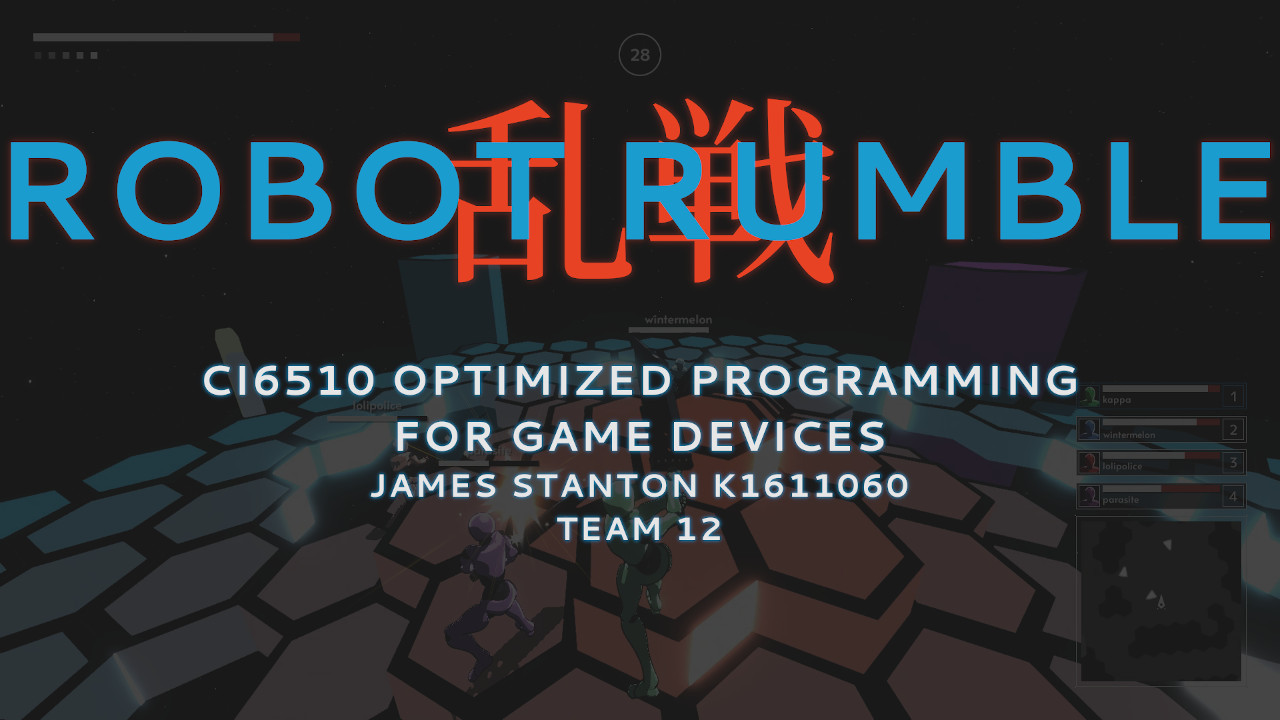 28
乱戦
ROBOT RUMBLE
wintermelon
CI6510 OPTIMIZED PROGRAMMING
FOR GAME DEVICES
JAMES STANTON K1611060
TEAM 12
lolipolice
kappa 1
wintermelon 2
lolipolice 3
parasite 4